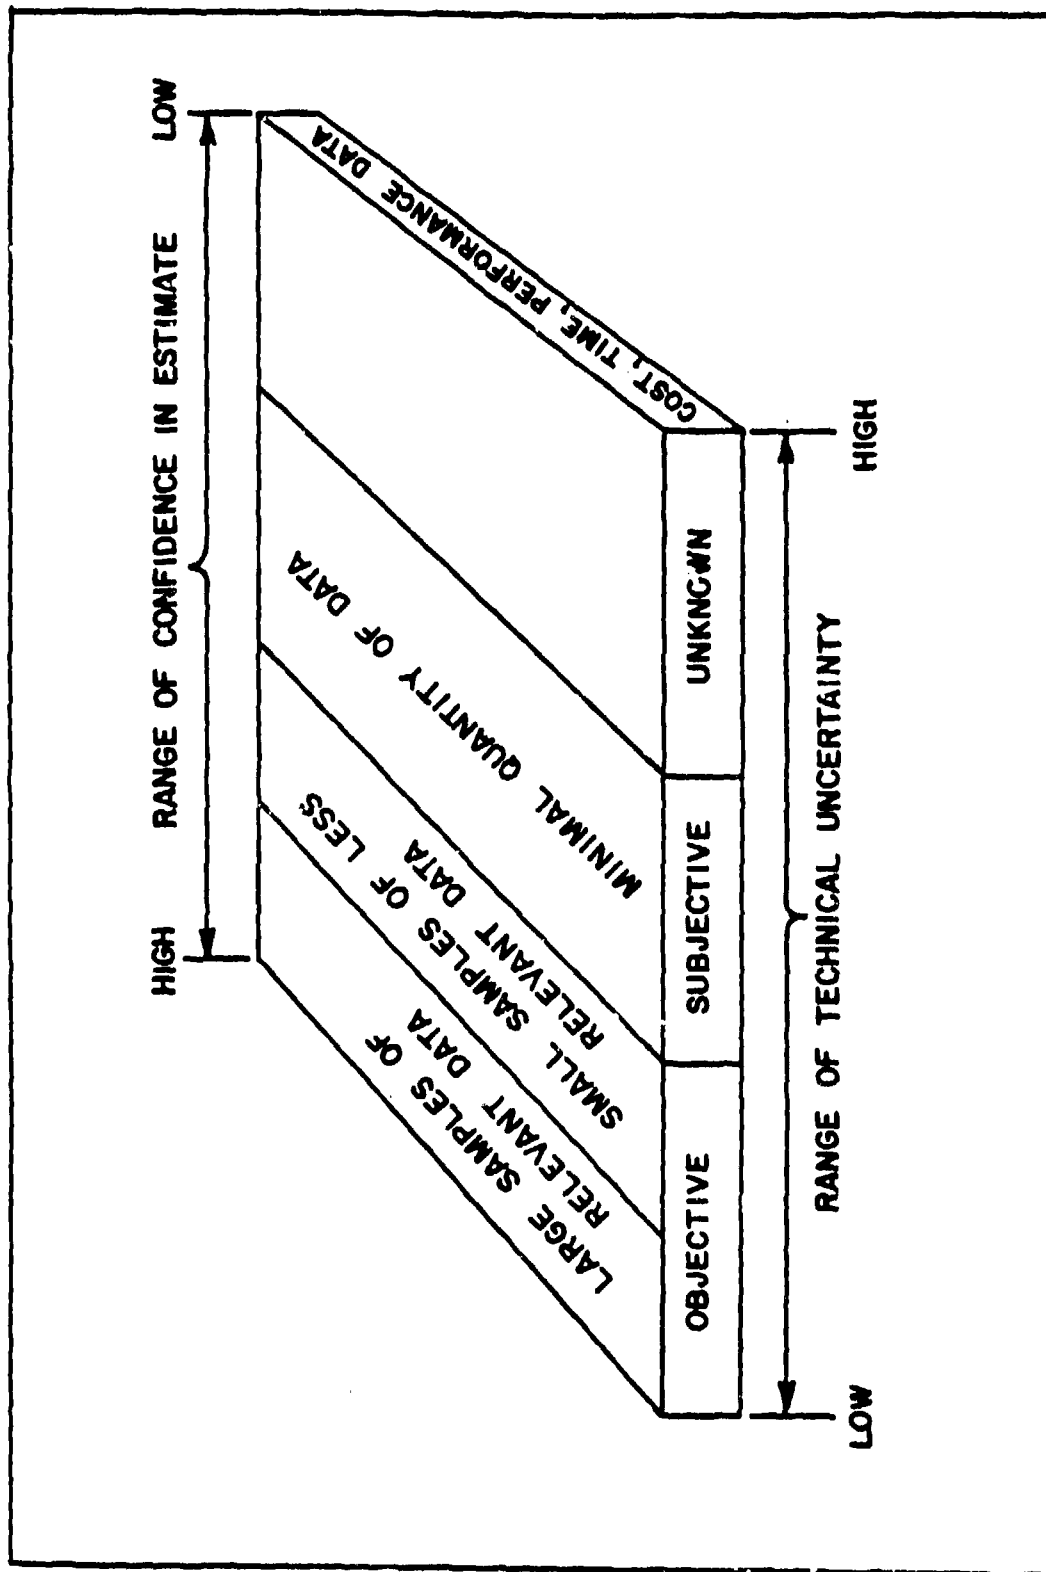 HIGH RANGE OF CONFIDENCE IN ESTIMATE LOW
LARGE SAMPLES OF
RELEVANT DATA
SMALL SAMPLES OF LESS
RELEVANT DATA
MINIMAL QUANTITY OF DATA
COST, TIME, PERFORMANCE DATA
OBJECTIVE
SUBJECTIVE
UNKNOWN
RANGE OF TECHNICAL UNCERTAINTY
LOW
HIGH